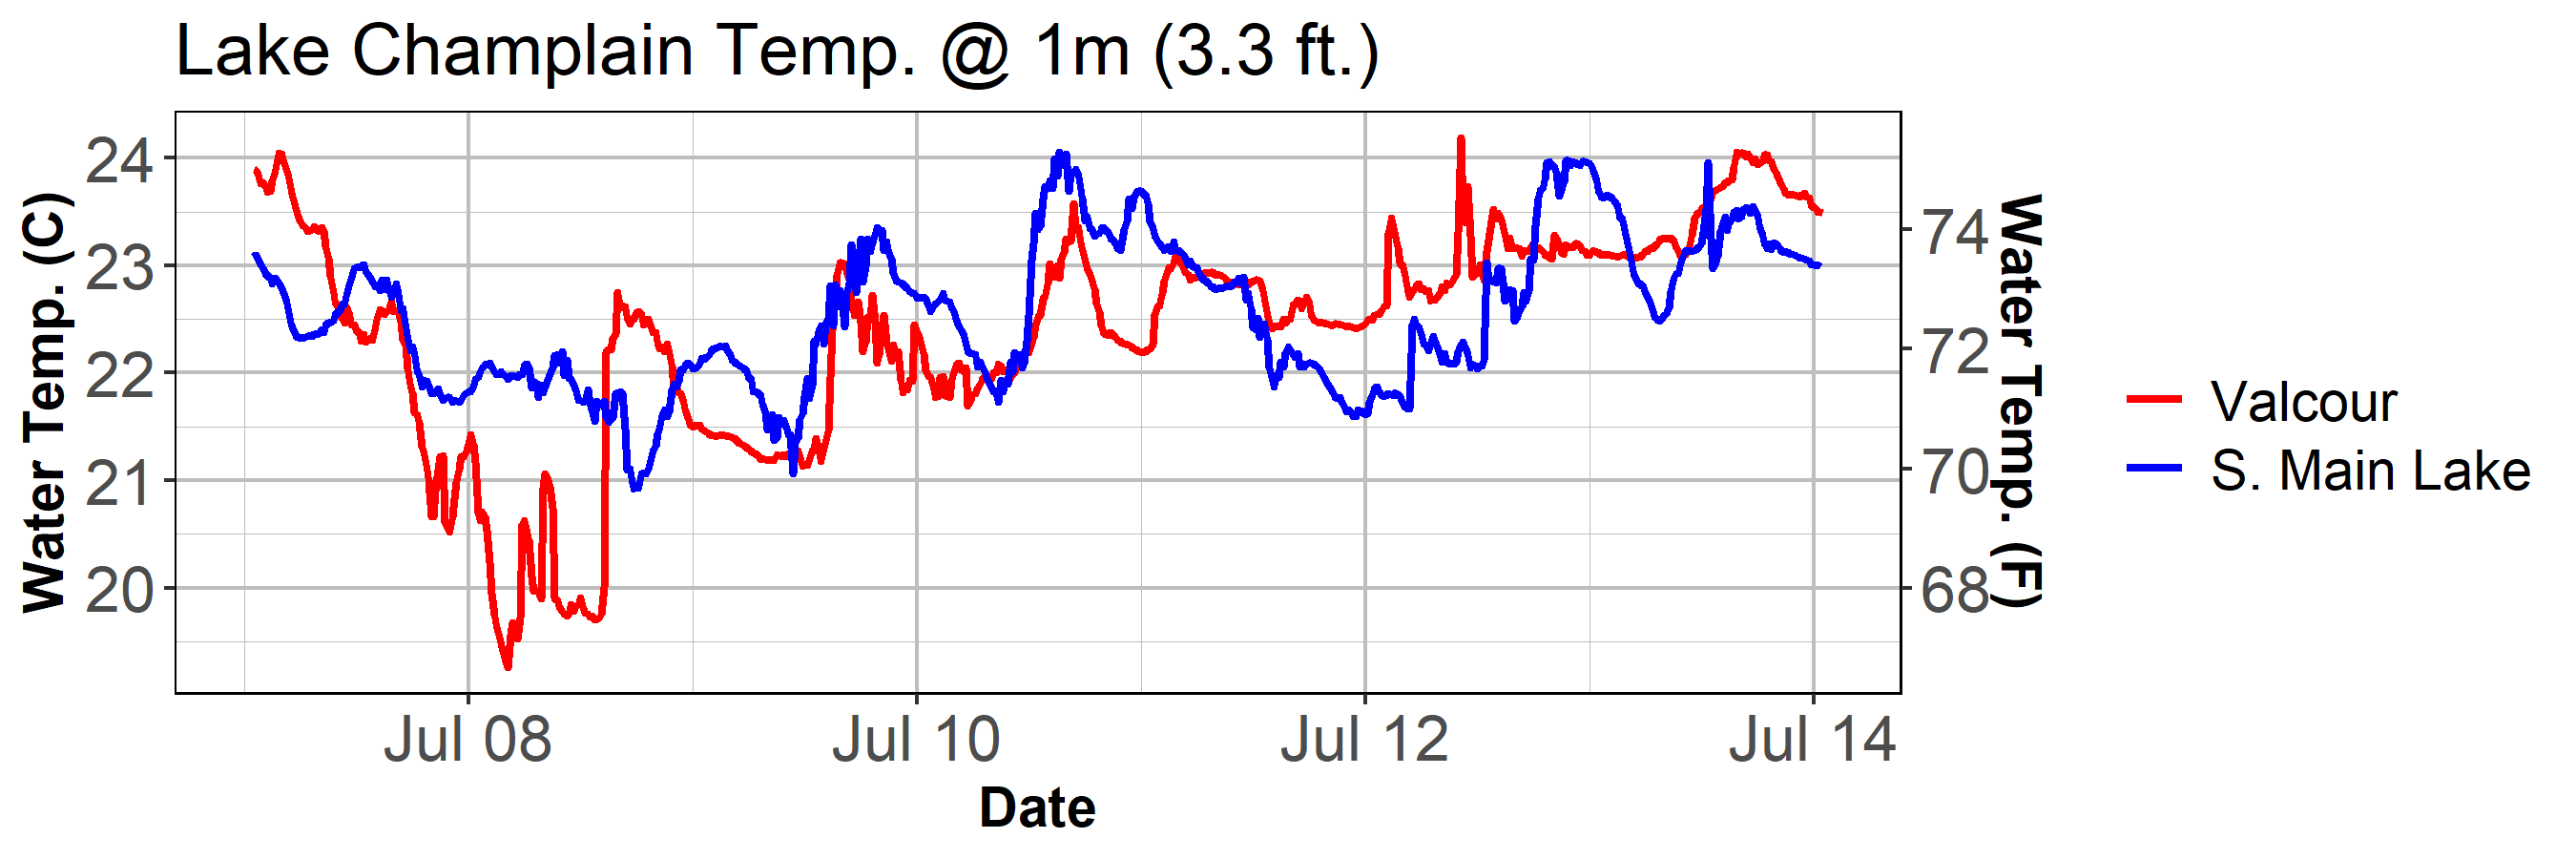 Lake Champlain Temp. @ 1m (3.3 ft.)
Water Temp. (C)
24
23
22
21
20
74
72
70
68
Water Temp. (F)
Jul 08
Jul 10
Jul 12
Jul 14
Date
Valcour
S. Main Lake